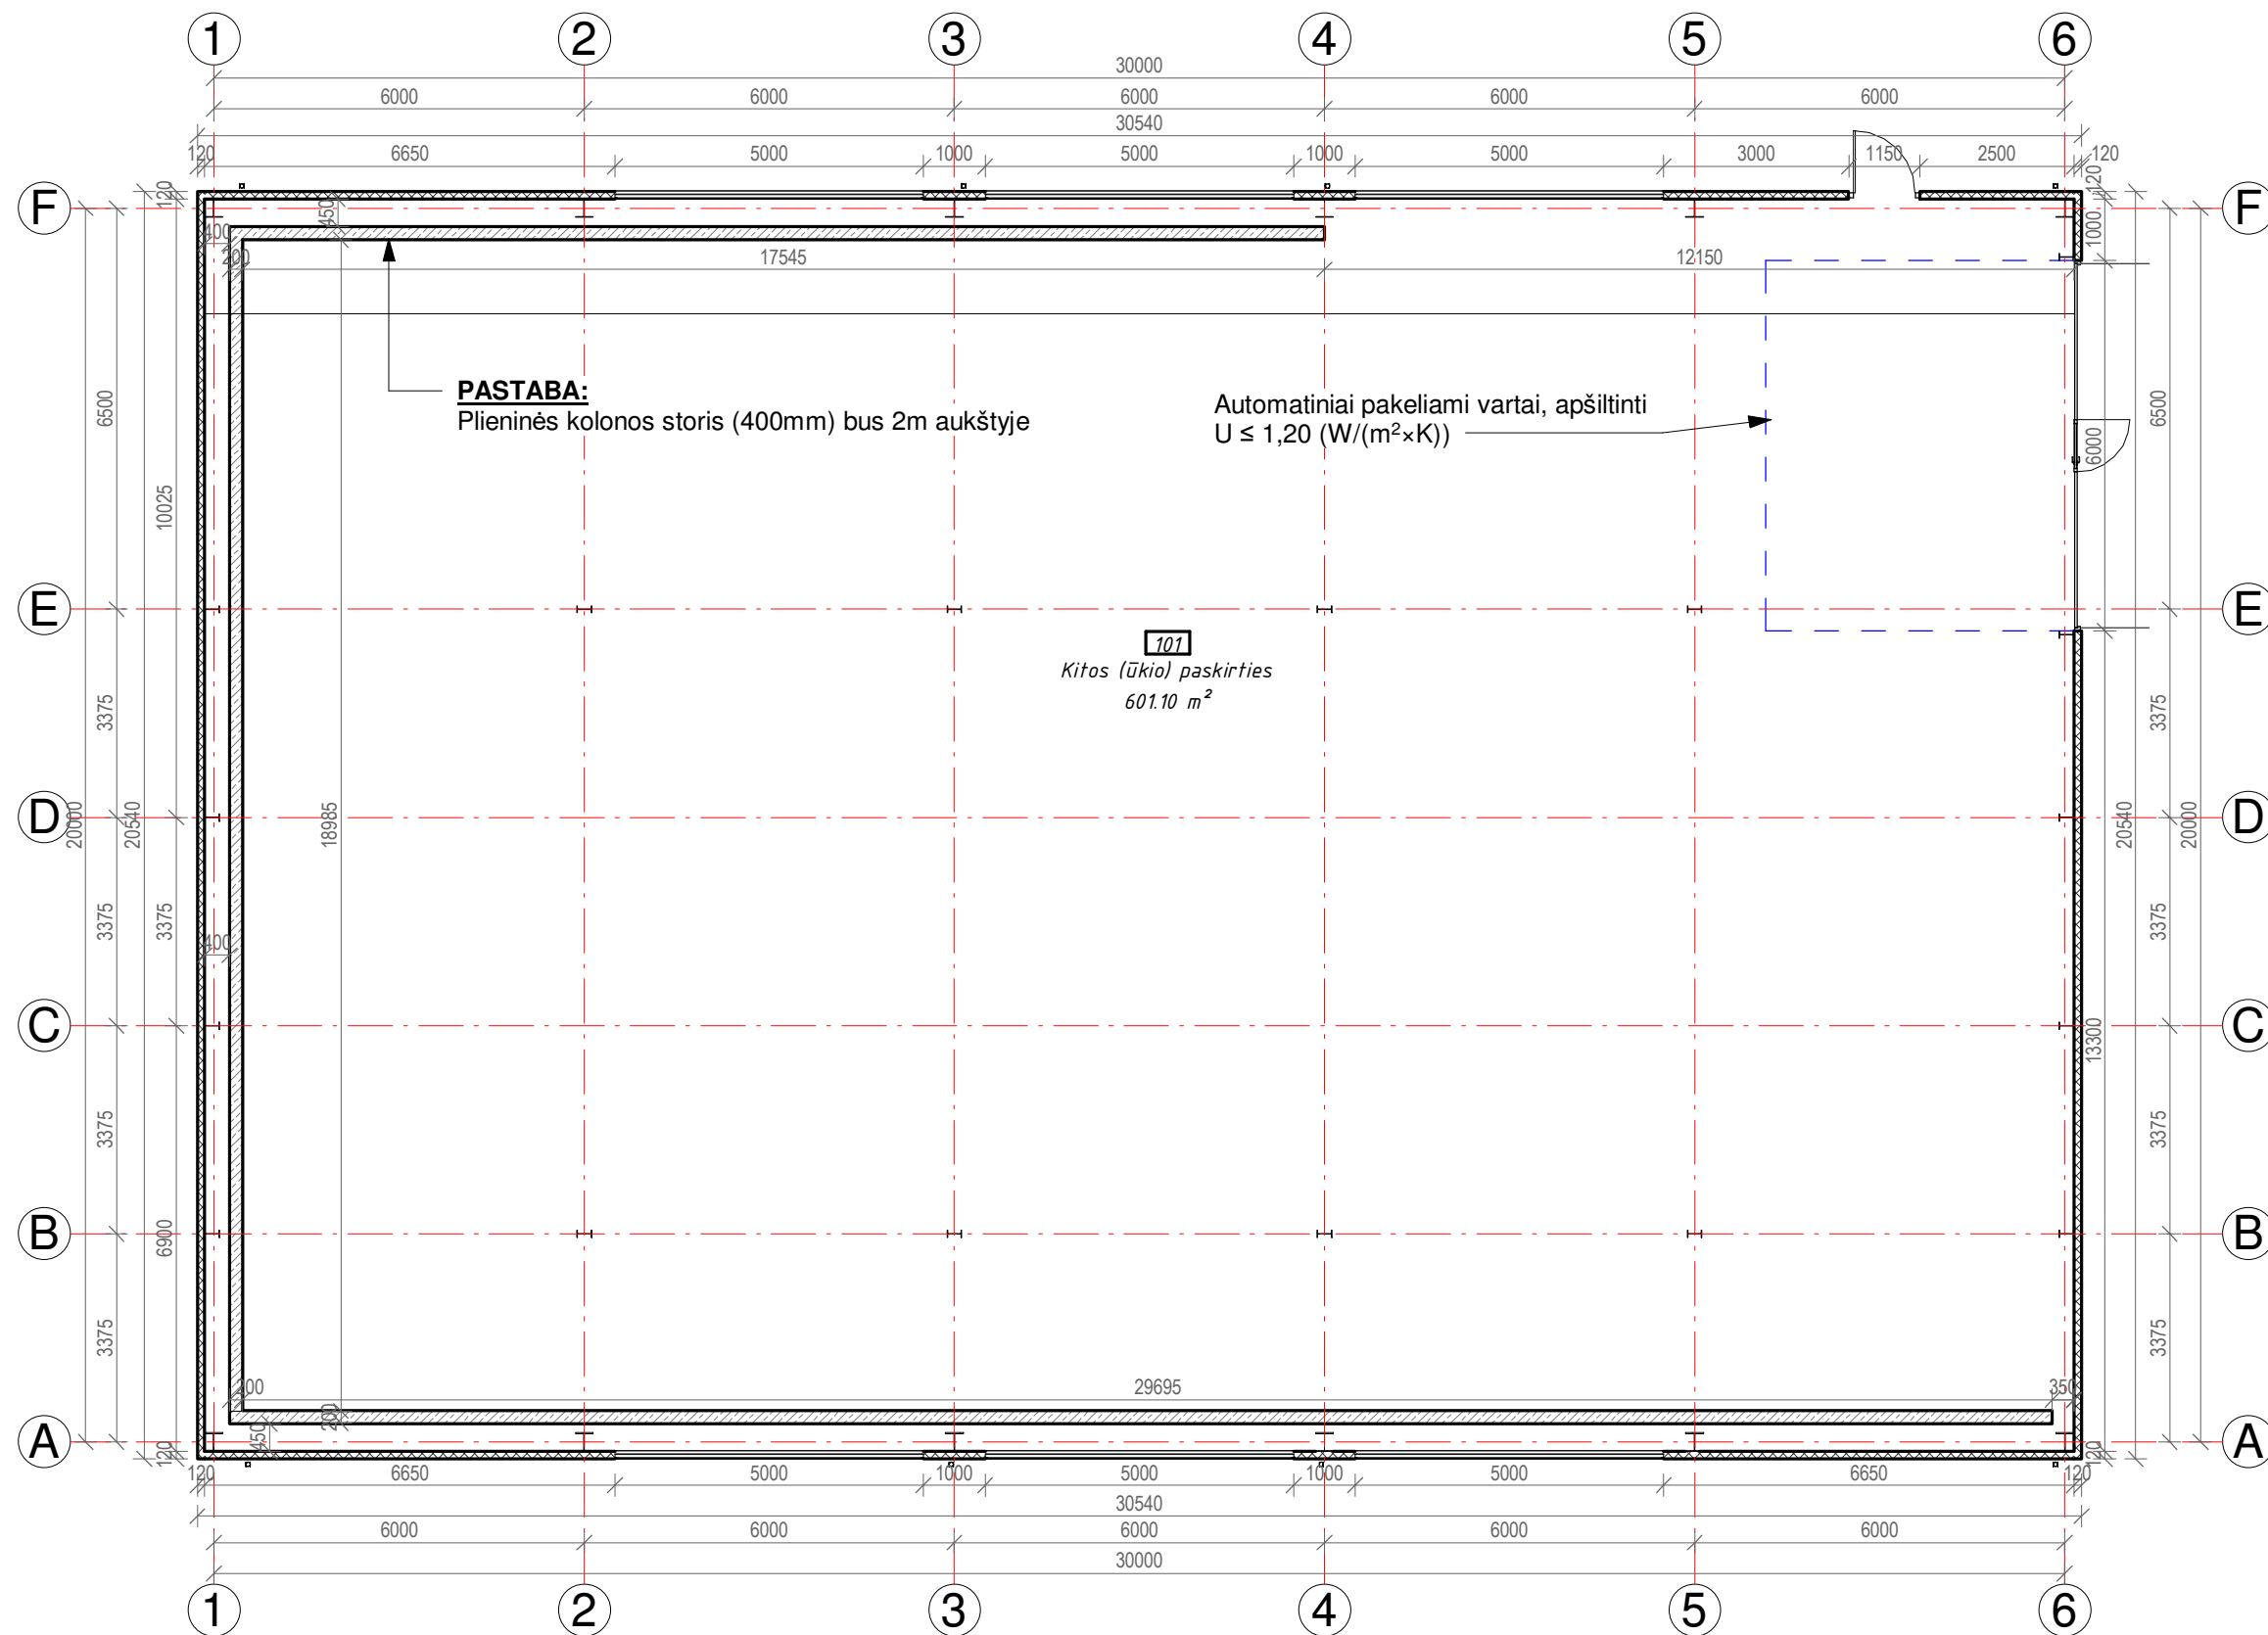 1 2 3 4 5 6
30000
6000 6000 6000 6000 6000
30540
120 6650 5000 1000 5000 1000 5000 3000 1150 2500 120
F 120 450 120 F
400 1000
200 17545 12150
PASTABA:
Plieninės kolonos storis (400mm) bus 2m aukštyje
Automatiniai pakeliami vartai, apšiltinti
U ≤ 1,20 (W/(m²×K))
6500 10025 6000 6500
E E
101
Kitos (ūkio) paskirties
601.10 m²
3375 3375
D 20000 20540 18985 20540 20000 D
3375 3375 3375
400
C 13300 C
3375 3375
B 6900 B
3375 3375
200 29695 350
200
A 120 450 120 A
120 6650 5000 1000 5000 1000 5000 6650 120
30540
6000 6000 6000 6000 6000
30000
1 2 3 4 5 6